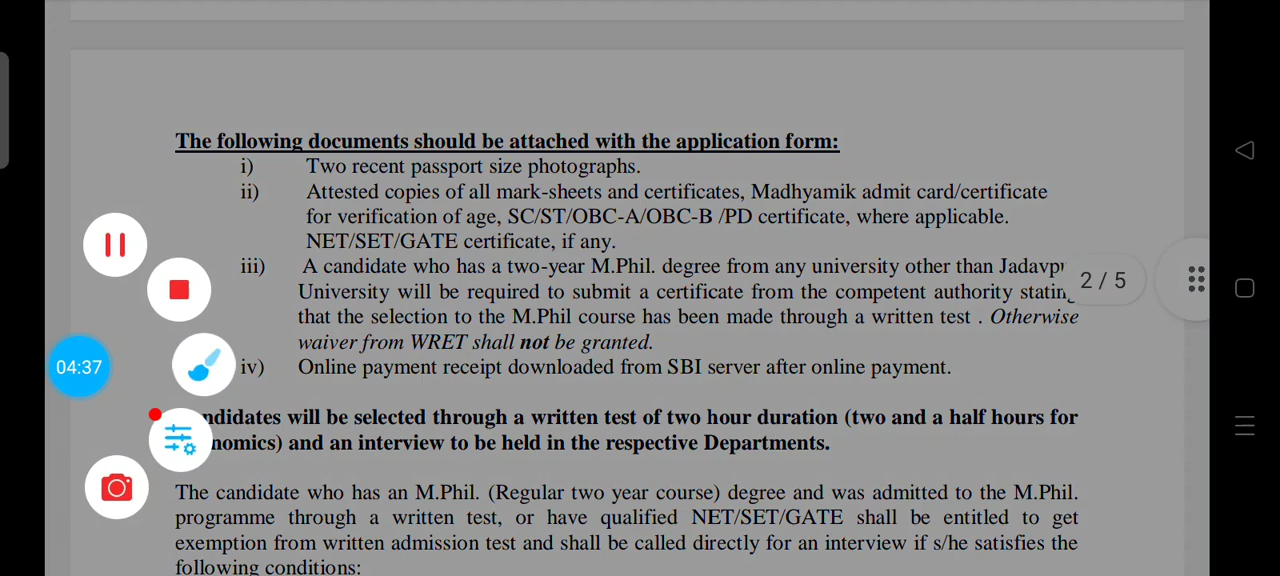 The following documents should be attached with the application form:
i) Two recent passport size photographs.
ii) Attested copies of all mark-sheets and certificates, Madhyamik admit card/certificate
for verification of age, SC/ST/OBC-A/OBC-B /PD certificate, where applicable.
NET/SET/GATE certificate, if any.
iii) A candidate who has a two-year M.Phil. degree from any university other than Jadavpu
2 / 5
University will be required to submit a certificate from the competent authority stating
that the selection to the M.Phil course has been made through a written test . Otherwise
waiver from WRET shall not be granted.
04:37
iv) Online payment receipt downloaded from SBI server after online payment.
ndidates will be selected through a written test of two hour duration (two and a half hours for
nomics) and an interview to be held in the respective Departments.
The candidate who has an M.Phil. (Regular two year course) degree and was admitted to the M.Phil.
programme through a written test, or have qualified NET/SET/GATE shall be entitled to get
exemption from written admission test and shall be called directly for an interview if s/he satisfies the
following conditions: